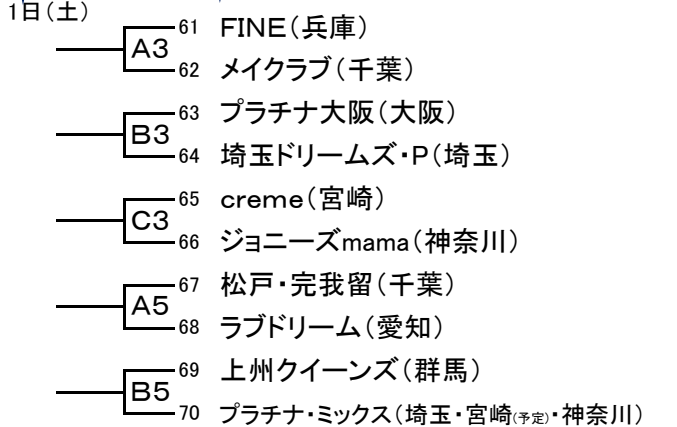 1日(土)
61 FINE(兵庫)
A3
62 メイクラブ(千葉)
63 プラチナ大阪(大阪)
B3
64 埼玉ドリームズ・P(埼玉)
65 creme(宮崎)
C3
66 ジョニーズmama(神奈川)
67 松戸・完我留(千葉)
A5
68 ラブドリーム(愛知)
69 上州クイーンズ(群馬)
B5
70 プラチナ・ミックス(埼玉・宮崎(予定)・神奈川)